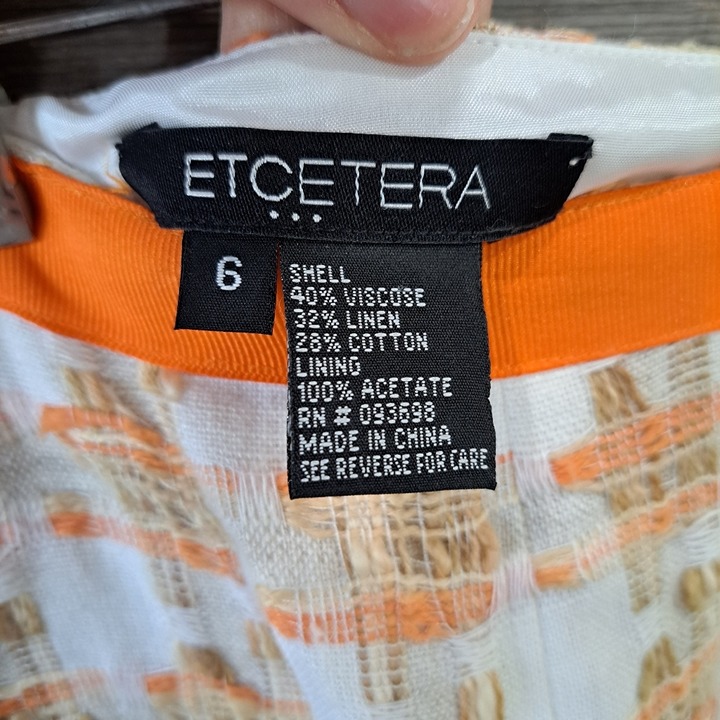 ETCETERA
6
SHELL
40% VISCOSE
32% LINEN
28% COTTON
LINING
100% ACETATE
RN # 093698
MADE IN CHINA
SEE REVERSE FOR CARE